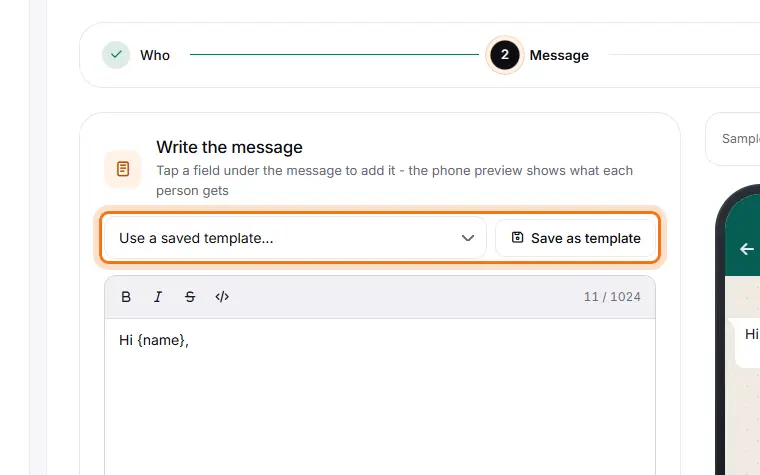 Who
2
Message
Write the message
Tap a field under the message to add it - the phone preview shows what each
person gets
Use a saved template...
Save as template
B I S </>
11 / 1024
Hi {name},
Hi